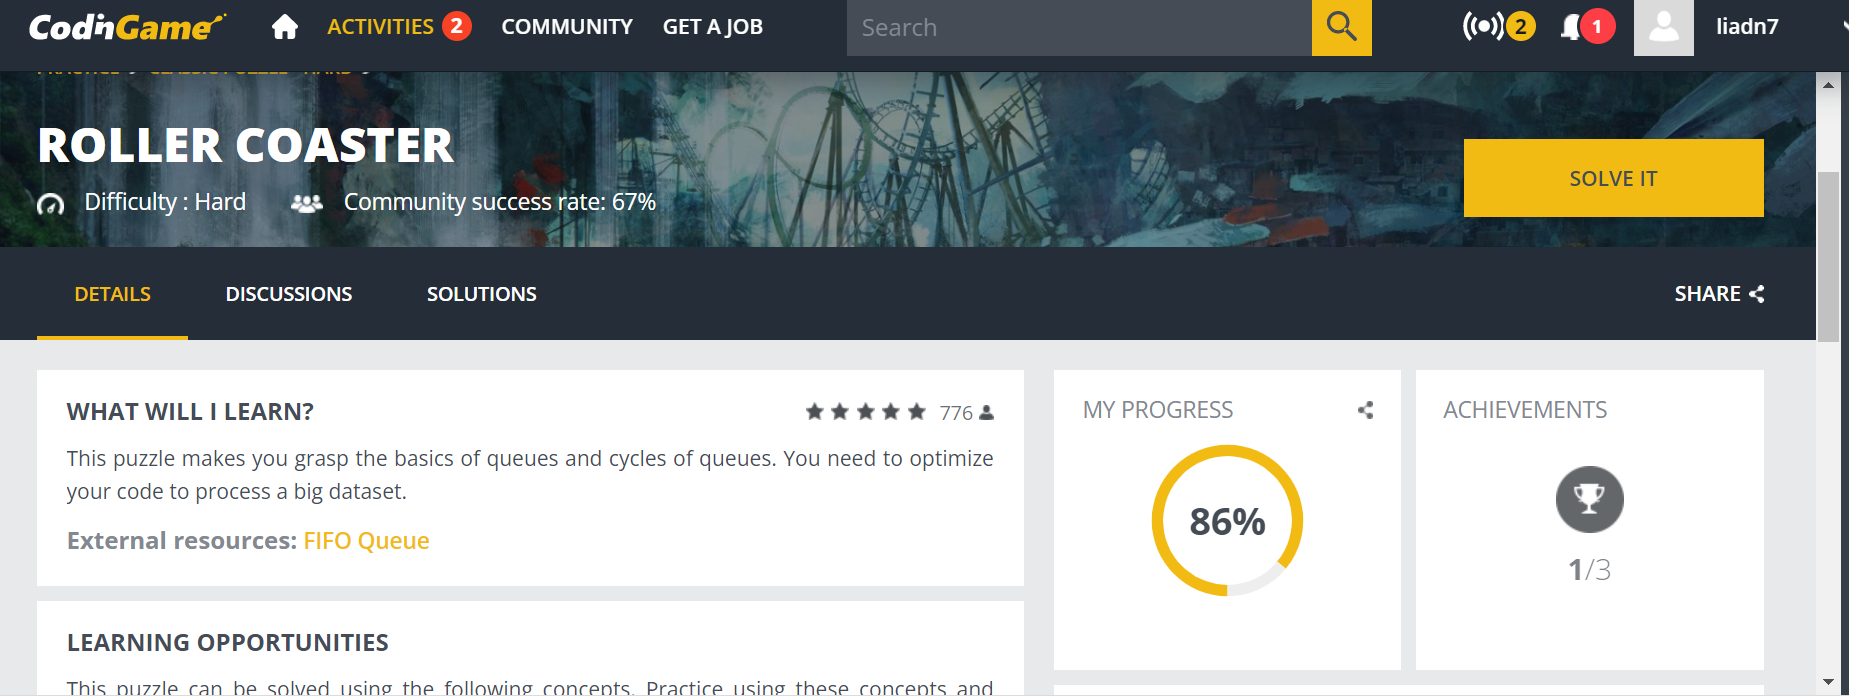 CodinGame
ACTIVITIES 2 COMMUNITY GET A JOB Search 2 1 liadn7
ROLLER COASTER
Difficulty : Hard Community success rate: 67%
SOLVE IT
DETAILS DISCUSSIONS SOLUTIONS SHARE
WHAT WILL I LEARN? 776
This puzzle makes you grasp the basics of queues and cycles of queues. You need to optimize
your code to process a big dataset.
External resources: FIFO Queue
MY PROGRESS
86%
ACHIEVEMENTS
1/3
LEARNING OPPORTUNITIES
This puzzle can be solved using the following concepts. Practice using these concepts and